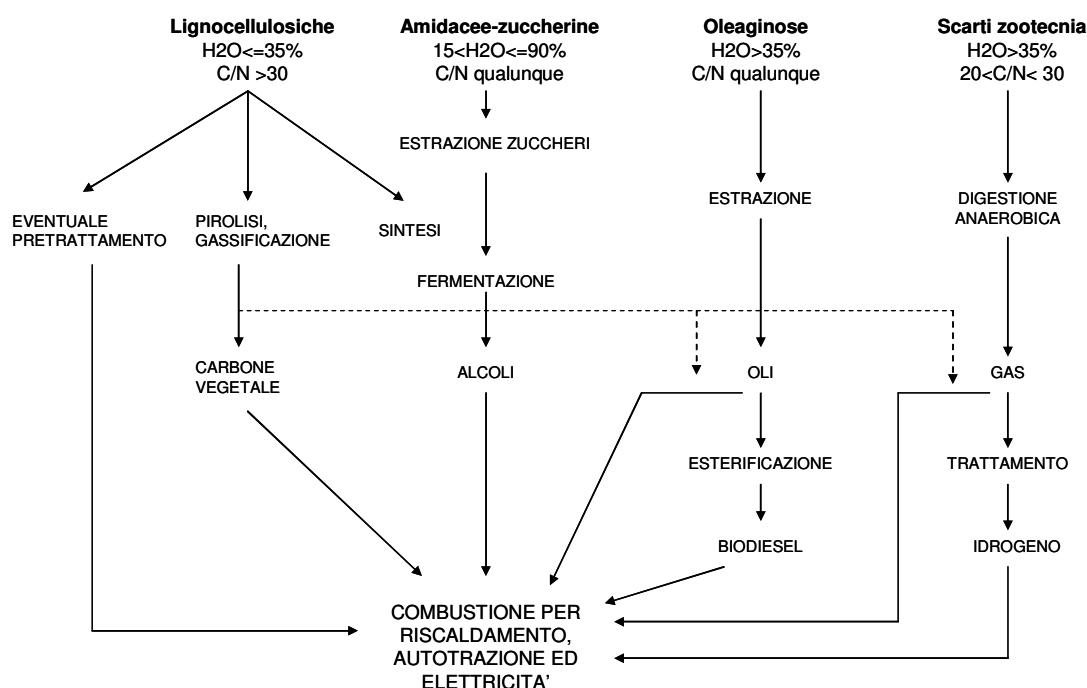 Lignocellulosiche
H2O<=35%
C/N >30
Amidacee-zuccherine
15<H2O<=90%
C/N qualunque
Oleaginose
H2O>35%
C/N qualunque
Scarti zootecnia
H2O>35%
20<C/N< 30
ESTRAZIONE ZUCCHERI
EVENTUALE
PRETRATTAMENTO
PIROLISI,
GASSIFICAZIONE
SINTESI
ESTRAZIONE
DIGESTIONE
ANAEROBICA
FERMENTAZIONE
CARBONE
VEGETALE
ALCOLI
OLI
GAS
ESTERIFICAZIONE
TRATTAMENTO
BIODIESEL
IDROGENO
COMBUSTIONE PER
RISCALDAMENTO,
AUTOTRAZIONE ED
ELETTRICITA'